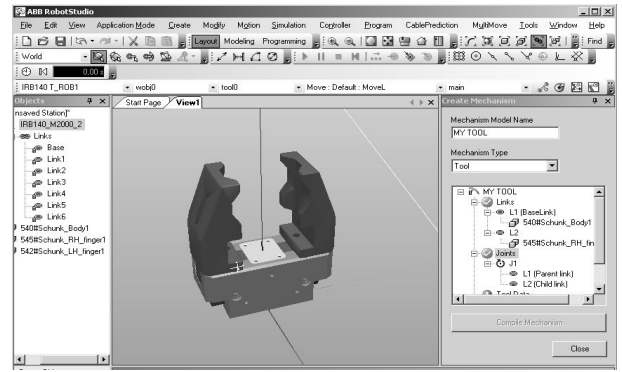 ABB RobotStudio
File Edit View Application Mode Create Modify Motion Simulation Controller Program CablePrediction MultiMove Tools Window Help
Layout Modeling Programming Find
World
0.00 s
IRB140 T_ROB1 wobj0 tool0 Move : Default : MoveL main
Objects Start Page View1 Create Mechanism
nsaved Station]*
IRB140_M2000_2
Links
Base
Link1
Link2
Link3
Link4
Link5
Link6
540#Schunk_Body1
545#Schunk_RH_finger1
542#Schunk_LH_finger1
Mechanism Model Name
MY TOOL
Mechanism Type
Tool
MY TOOL
Links
L1 (BaseLink)
540#Schunk_Body1
L2
545#Schunk_RH_fin
Joints
J1
L1 (Parent link)
L2 (Child link)
Tool Data
Compile Mechanism
Close